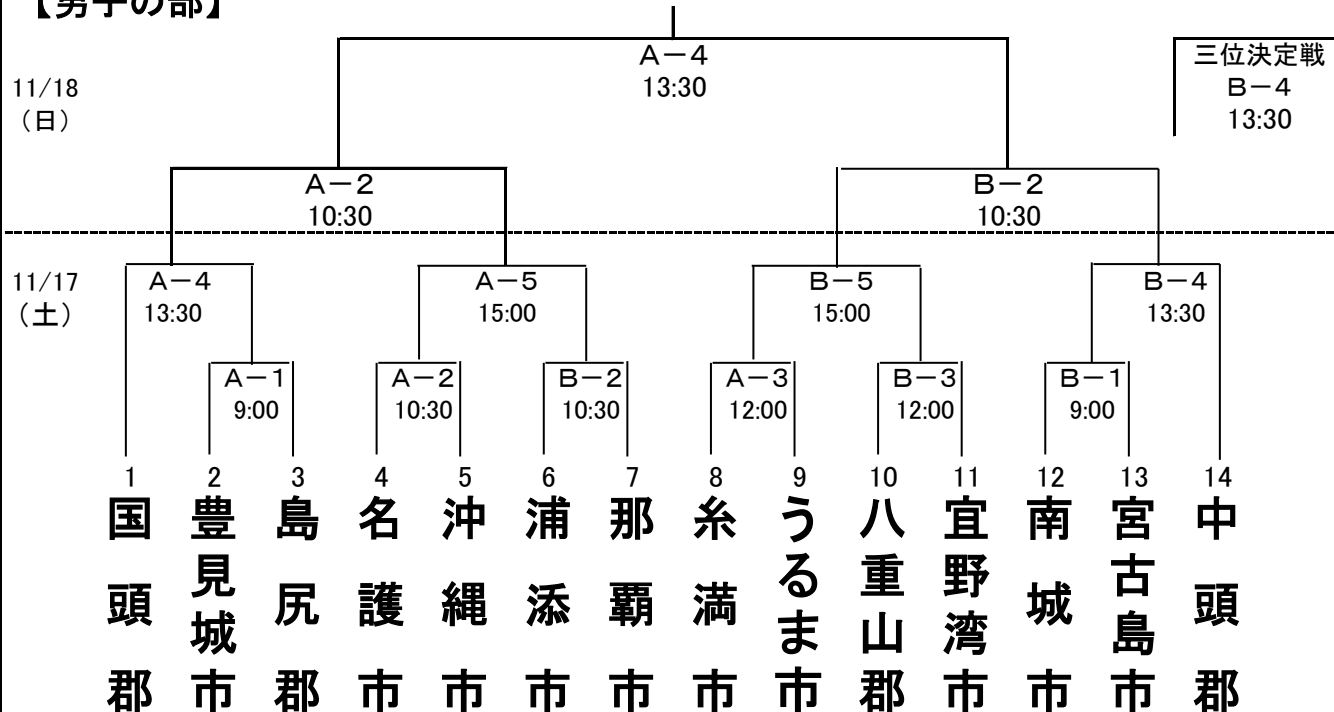 【男子の部】
A－4
13:30
三位決定戦
B－4
13:30
11/18
（日）
A－2
10:30
B－2
10:30
11/17
（土）
A－4
13:30
A－5
15:00
B－5
15:00
B－4
13:30
A－1
9:00
A－2
10:30
B－2
10:30
A－3
12:00
B－3
12:00
B－1
9:00
1 2 3 4 5 6 7 8 9 10 11 12 13 14
国頭郡
豊見城市
島尻郡
名護市
沖縄市
浦添市
那覇市
糸満市
うるま市
八重山郡
宜野湾市
南城市
宮古島市
中頭郡